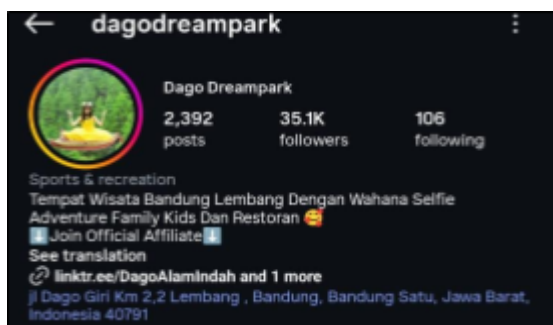 dagodreampark
Dago Dreampark
2,392 35.1K 106
posts followers following
Sports & recreation
Tempat Wisata Bandung Lembang Dengan Wahana Selfie
Adventure Family Kids Dan Restoran 🥰
⬇️Join Official Affiliate⬇️
See translation
linktr.ee/DagoAlamIndah and 1 more
jl Dago Giri Km 2,2 Lembang , Bandung, Bandung Satu, Jawa Barat,
Indonesia 40791